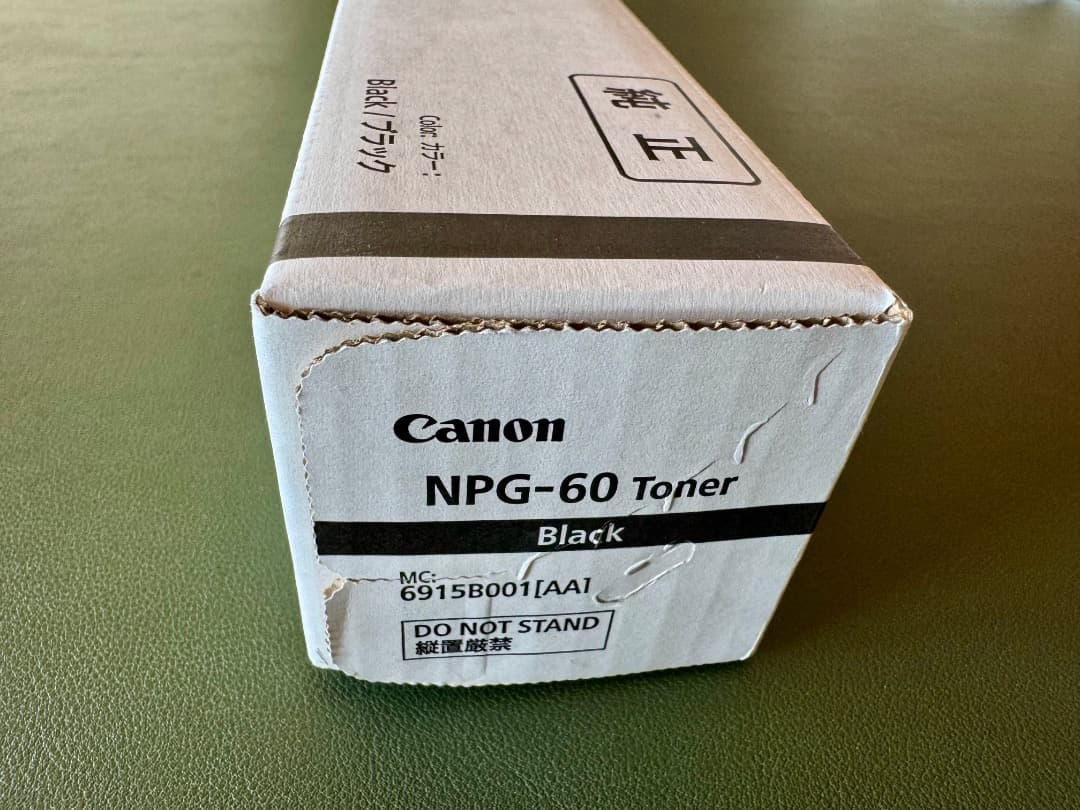 純正
Color: カラー:
Black / ブラック
Canon
NPG-60 Toner
Black
MC:
6915B001[AA]
DO NOT STAND
縦置厳禁